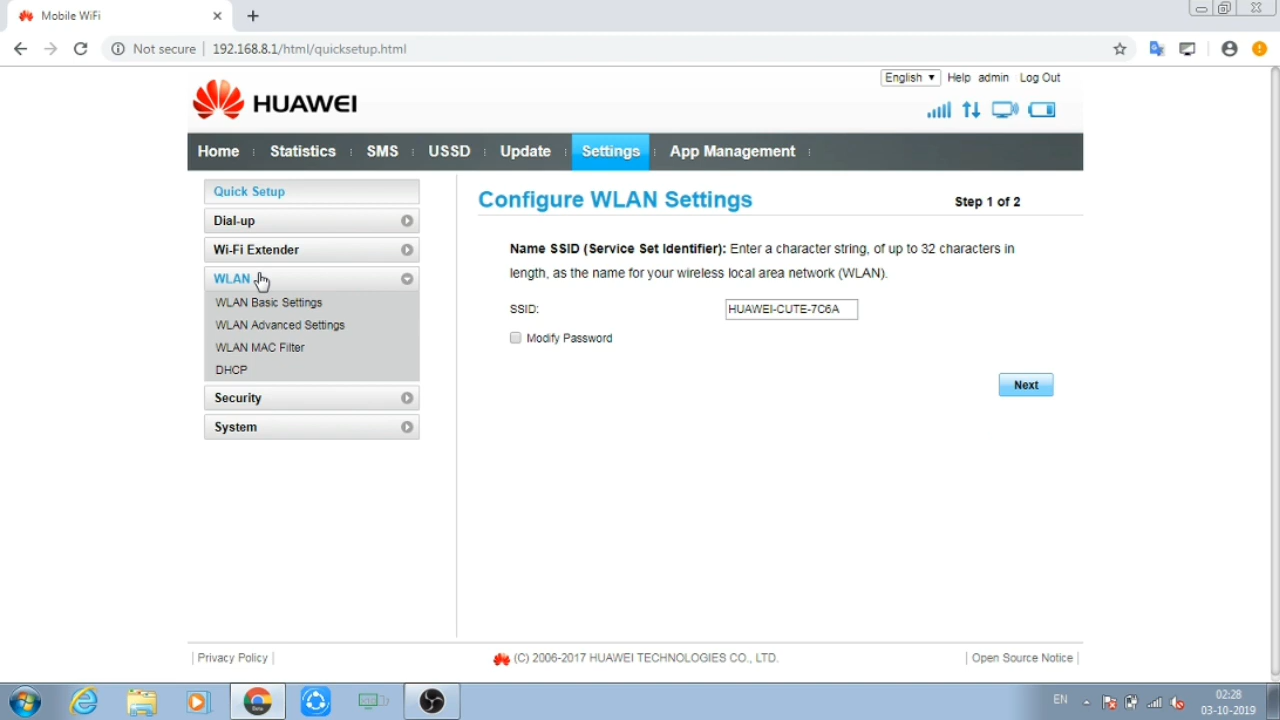 Mobile WiFi
Not secure
192.168.8.1/html/quicksetup.html
English
Help
admin
Log Out
HUAWEI
Home
Statistics
SMS
USSD
Update
Settings
App Management
Quick Setup
Dial-up
Wi-Fi Extender
WLAN
WLAN Basic Settings
WLAN Advanced Settings
WLAN MAC Filter
DHCP
Security
System
Configure WLAN Settings
Step 1 of 2
Name SSID (Service Set Identifier): Enter a character string, of up to 32 characters in
length, as the name for your wireless local area network (WLAN).
SSID:
HUAWEI-CUTE-7C6A
Modify Password
Next
Privacy Policy
(C) 2006-2017 HUAWEI TECHNOLOGIES CO., LTD.
Open Source Notice
EN
02:28
03-10-2019